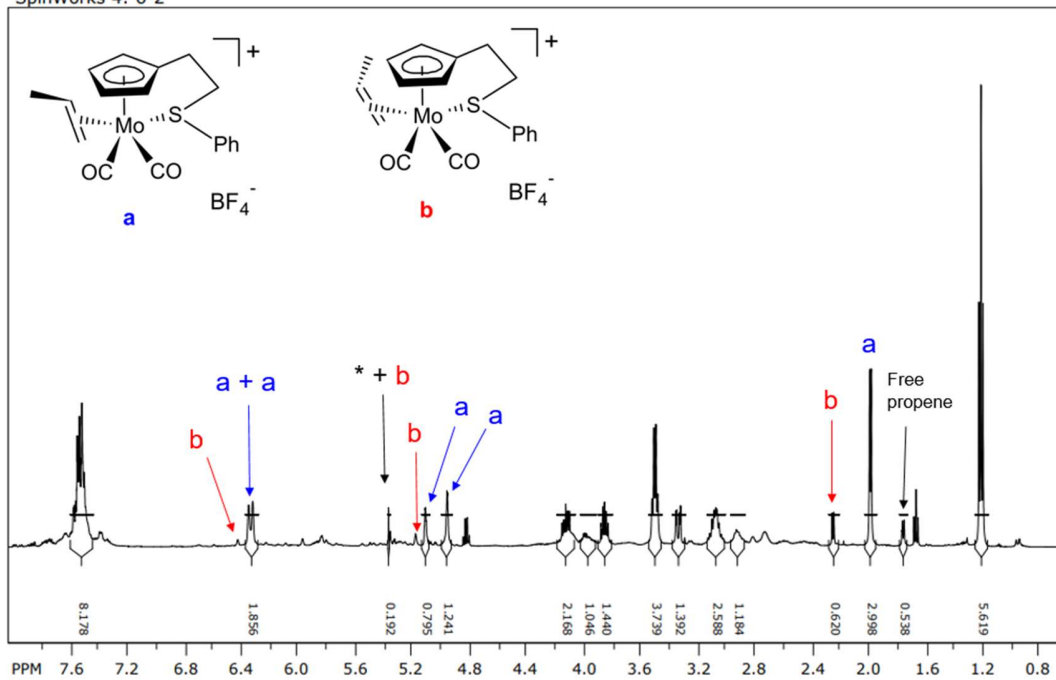 SpinWorks 4: 6-2
+
+
Mo
S
Ph
OC
CO
BF4-
a
Mo
S
Ph
OC
CO
BF4-
b
b
a + a
* + b
b
a
a
b
a
Free
propene
8.178
1.856
0.192
0.795
1.241
2.168
1.046
1.440
3.739
1.392
2.588
1.184
0.620
2.998
0.538
5.619
PPM 7.6 7.2 6.8 6.4 6.0 5.6 5.2 4.8 4.4 4.0 3.6 3.2 2.8 2.4 2.0 1.6 1.2 0.8